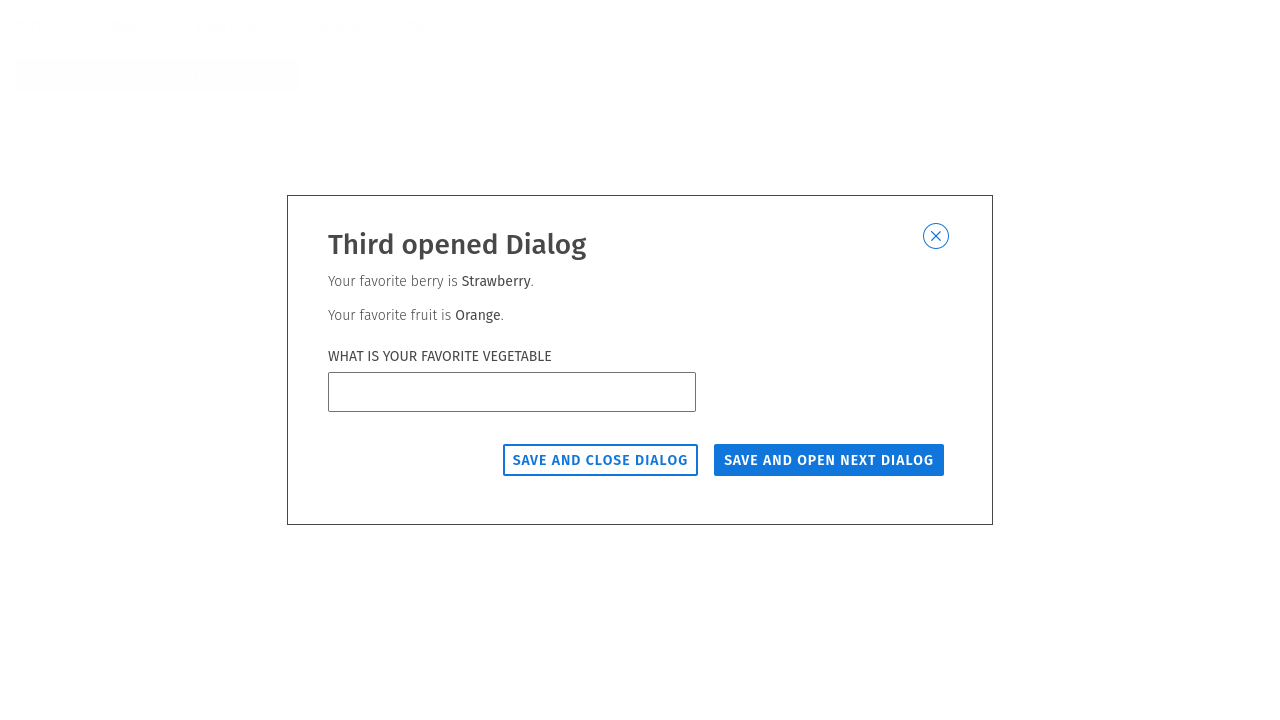 Third opened Dialog
Your favorite berry is Strawberry.
Your favorite fruit is Orange.
WHAT IS YOUR FAVORITE VEGETABLE
SAVE AND CLOSE DIALOG
SAVE AND OPEN NEXT DIALOG